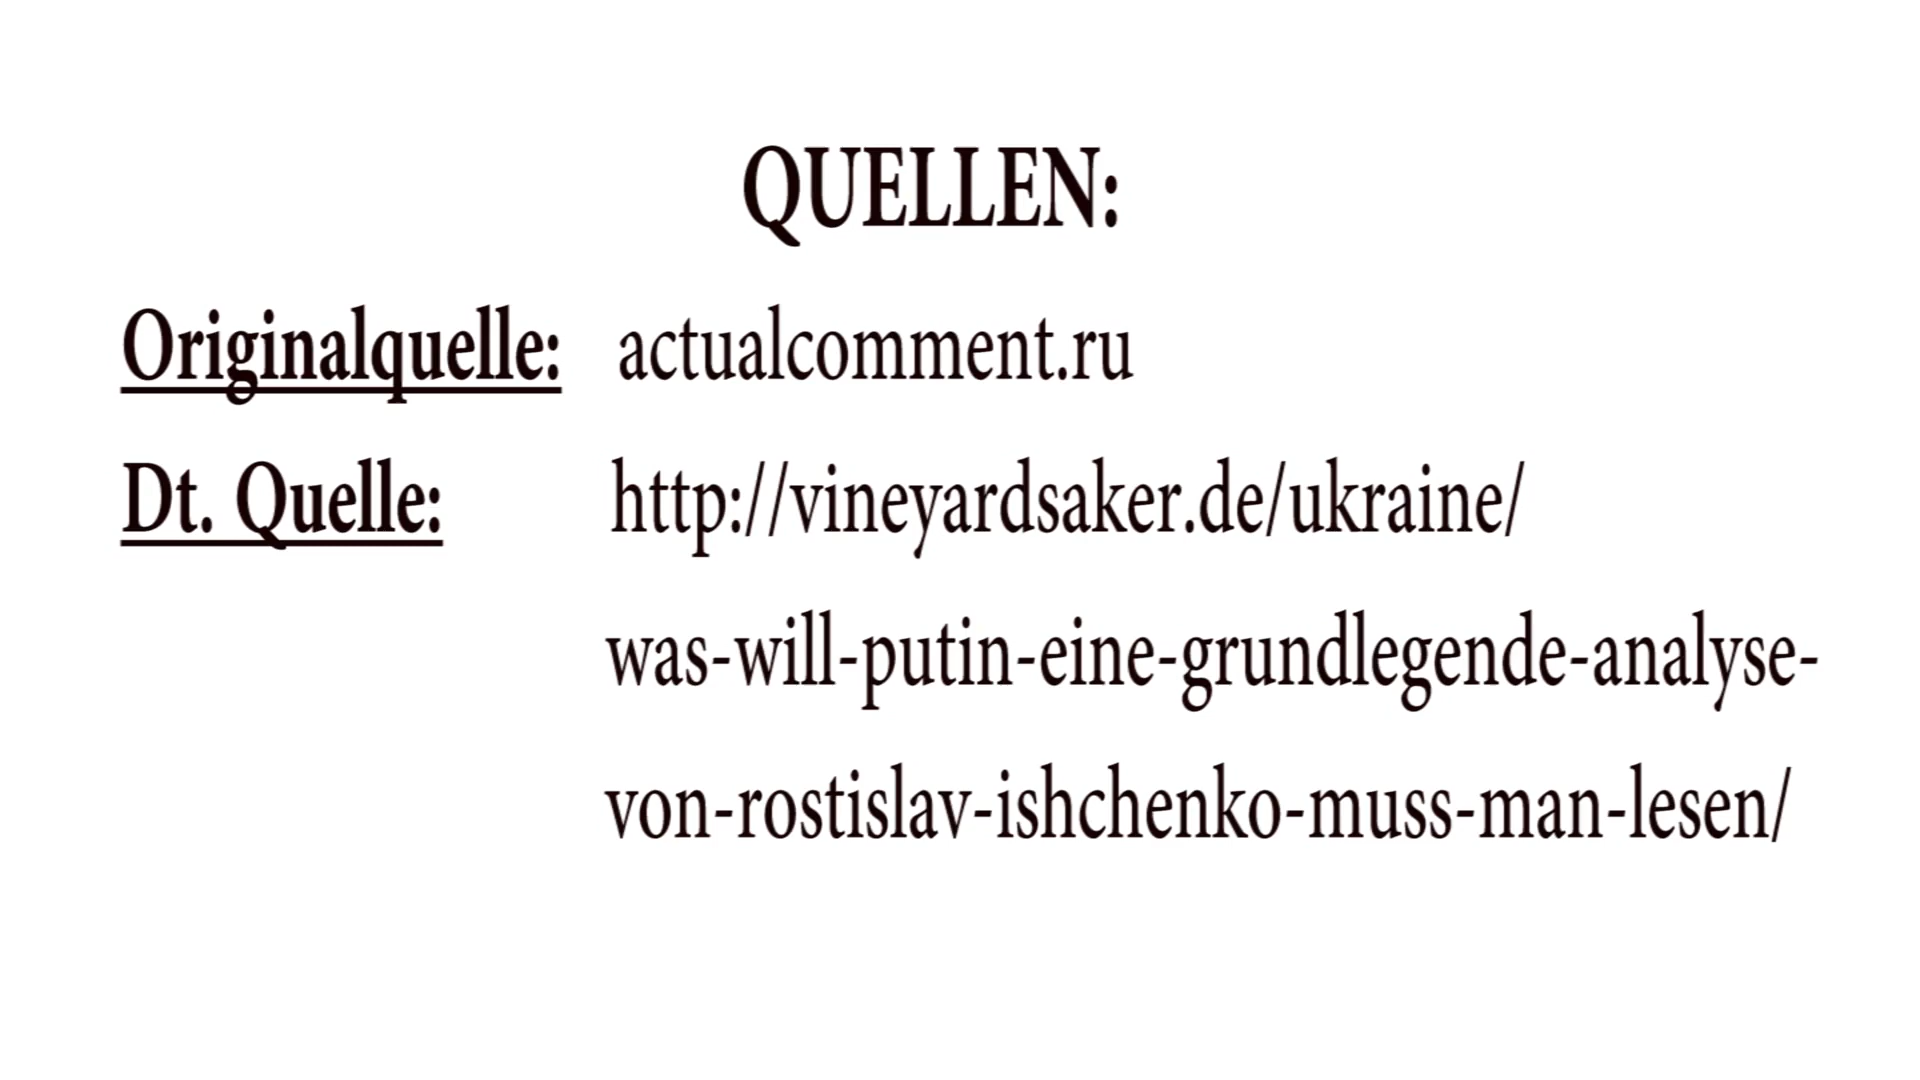 QUELLEN:
Originalquelle: actualcomment.ru
Dt. Quelle: http://vineyardsaker.de/ukraine/
was-will-putin-eine-grundlegende-analyse-
von-rostislav-ishchenko-muss-man-lesen/